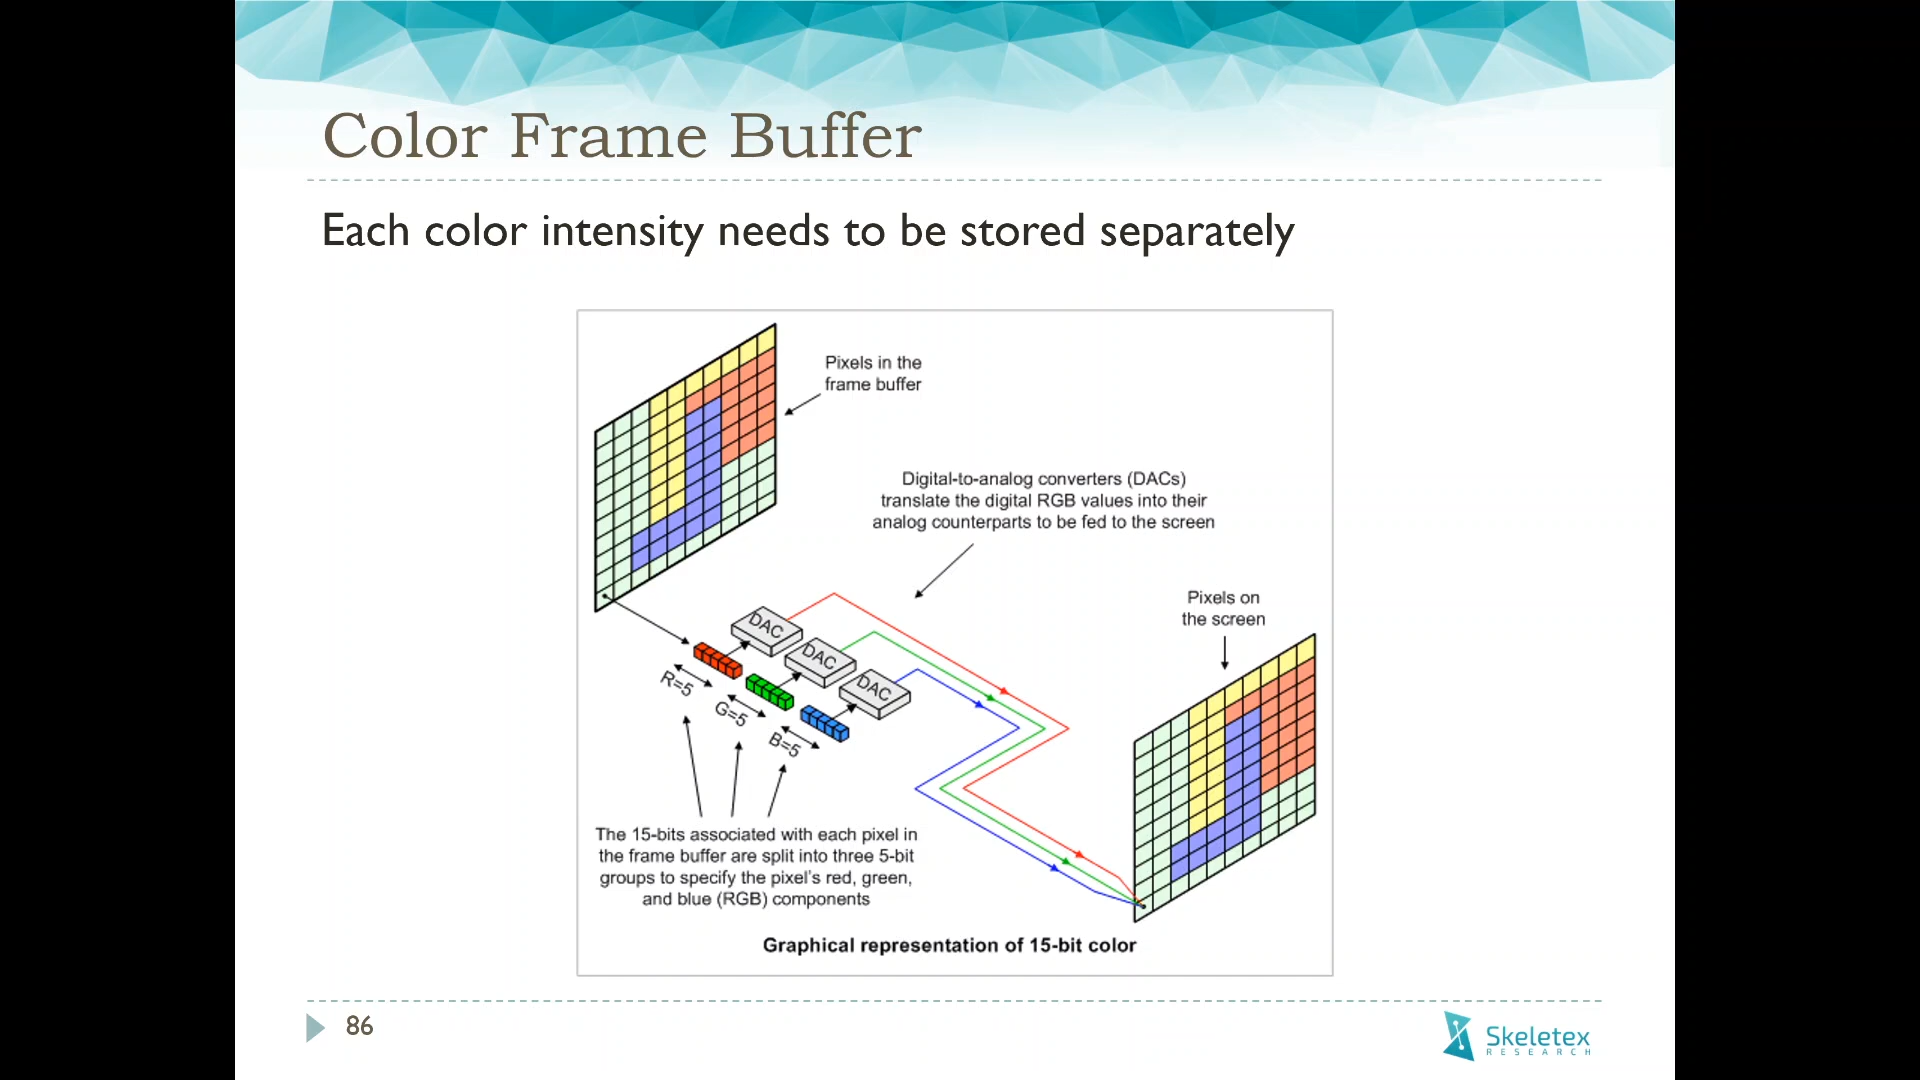 Color Frame Buffer
Each color intensity needs to be stored separately
Pixels in the
frame buffer
Digital-to-analog converters (DACs)
translate the digital RGB values into their
analog counterparts to be fed to the screen
Pixels on
the screen
DAC
DAC
DAC
R=5
G=5
B=5
The 15-bits associated with each pixel in
the frame buffer are split into three 5-bit
groups to specify the pixel's red, green,
and blue (RGB) components
Graphical representation of 15-bit color
86
Skeletex
RESEARCH